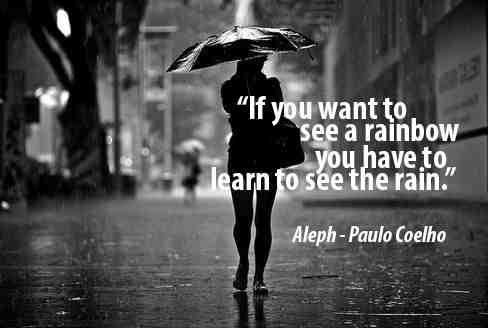 “If you want to
see a rainbow
you have to
learn to see the rain.”
Aleph - Paulo Coelho